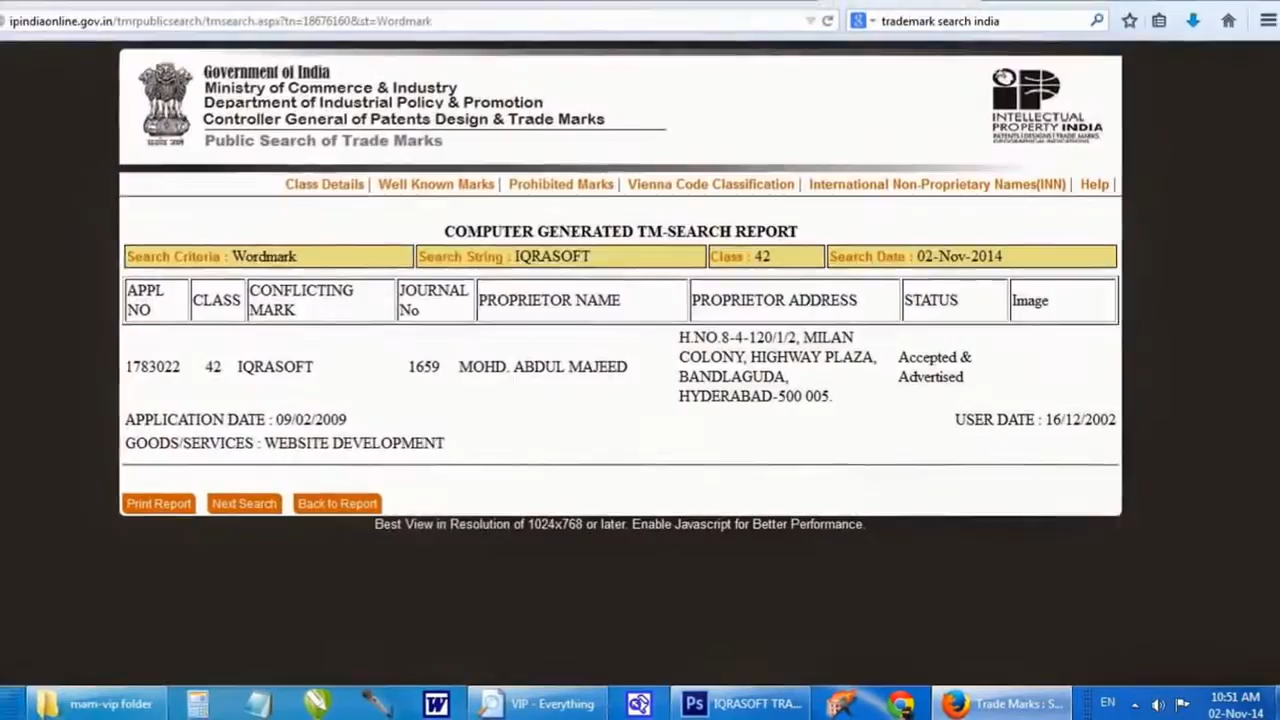 ipindiaonline.gov.in/tmrpublicsearch/tmsearch.aspx?tn=18676160&st=Wordmark
trademark search india
Government of India
Ministry of Commerce & Industry
Department of Industrial Policy & Promotion
Controller General of Patents Design & Trade Marks
Public Search of Trade Marks
INTELLECTUAL
PROPERTY INDIA
PATENTS | DESIGNS | TRADE MARKS
GEOGRAPHICAL INDICATIONS
Class Details | Well Known Marks | Prohibited Marks | Vienna Code Classification | International Non-Proprietary Names(INN) | Help |
COMPUTER GENERATED TM-SEARCH REPORT
Search Criteria : Wordmark Search String : IQRASOFT Class : 42 Search Date : 02-Nov-2014
APPL NO CLASS CONFLICTING MARK JOURNAL No PROPRIETOR NAME PROPRIETOR ADDRESS STATUS Image
1783022 42 IQRASOFT 1659 MOHD. ABDUL MAJEED
H.NO.8-4-120/1/2, MILAN
COLONY, HIGHWAY PLAZA,
BANDLAGUDA,
HYDERABAD-500 005.
Accepted &
Advertised
APPLICATION DATE : 09/02/2009 USER DATE : 16/12/2002
GOODS/SERVICES : WEBSITE DEVELOPMENT
Print Report Next Search Back to Report
Best View in Resolution of 1024x768 or later. Enable Javascript for Better Performance.
mam-vip folder VIP - Everything IQRASOFT TRA... Trade Marks : S... EN 10:51 AM
02-Nov-14